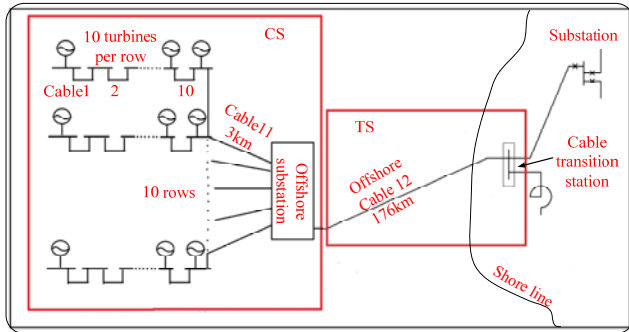 10 turbines
per row
CS
Cable1
2
10
Cable11
3km
10 rows
Offshore
substation
TS
Offshore
Cable 12
176km
Substation
Cable
transition
station
Shore line